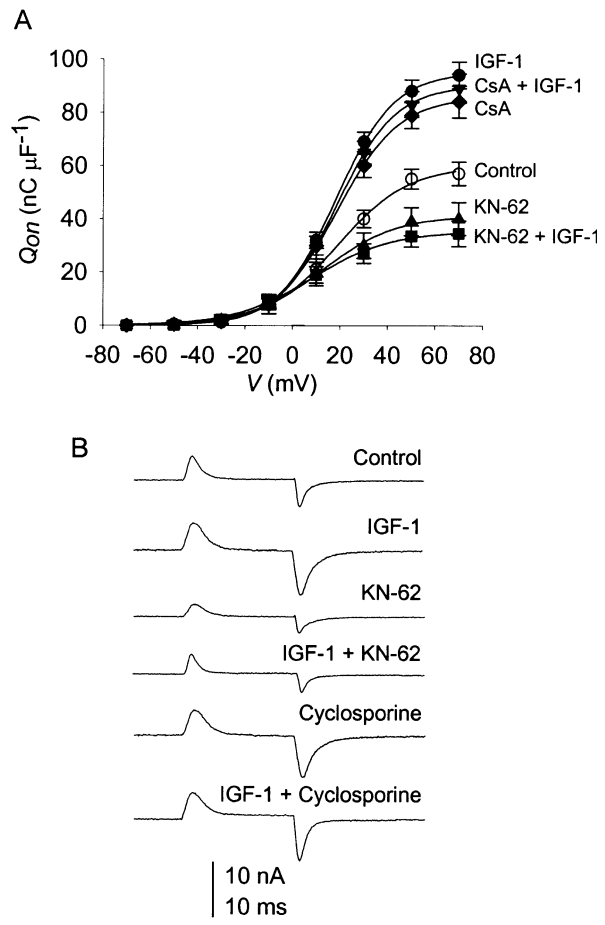 A
100
80
60
40
20
0
Qon (nC μF-1)
-80 -60 -40 -20 0 20 40 60 80
V (mV)
IGF-1
CsA + IGF-1
CsA
Control
KN-62
KN-62 + IGF-1
B
Control
IGF-1
KN-62
IGF-1 + KN-62
Cyclosporine
IGF-1 + Cyclosporine
10 nA
10 ms